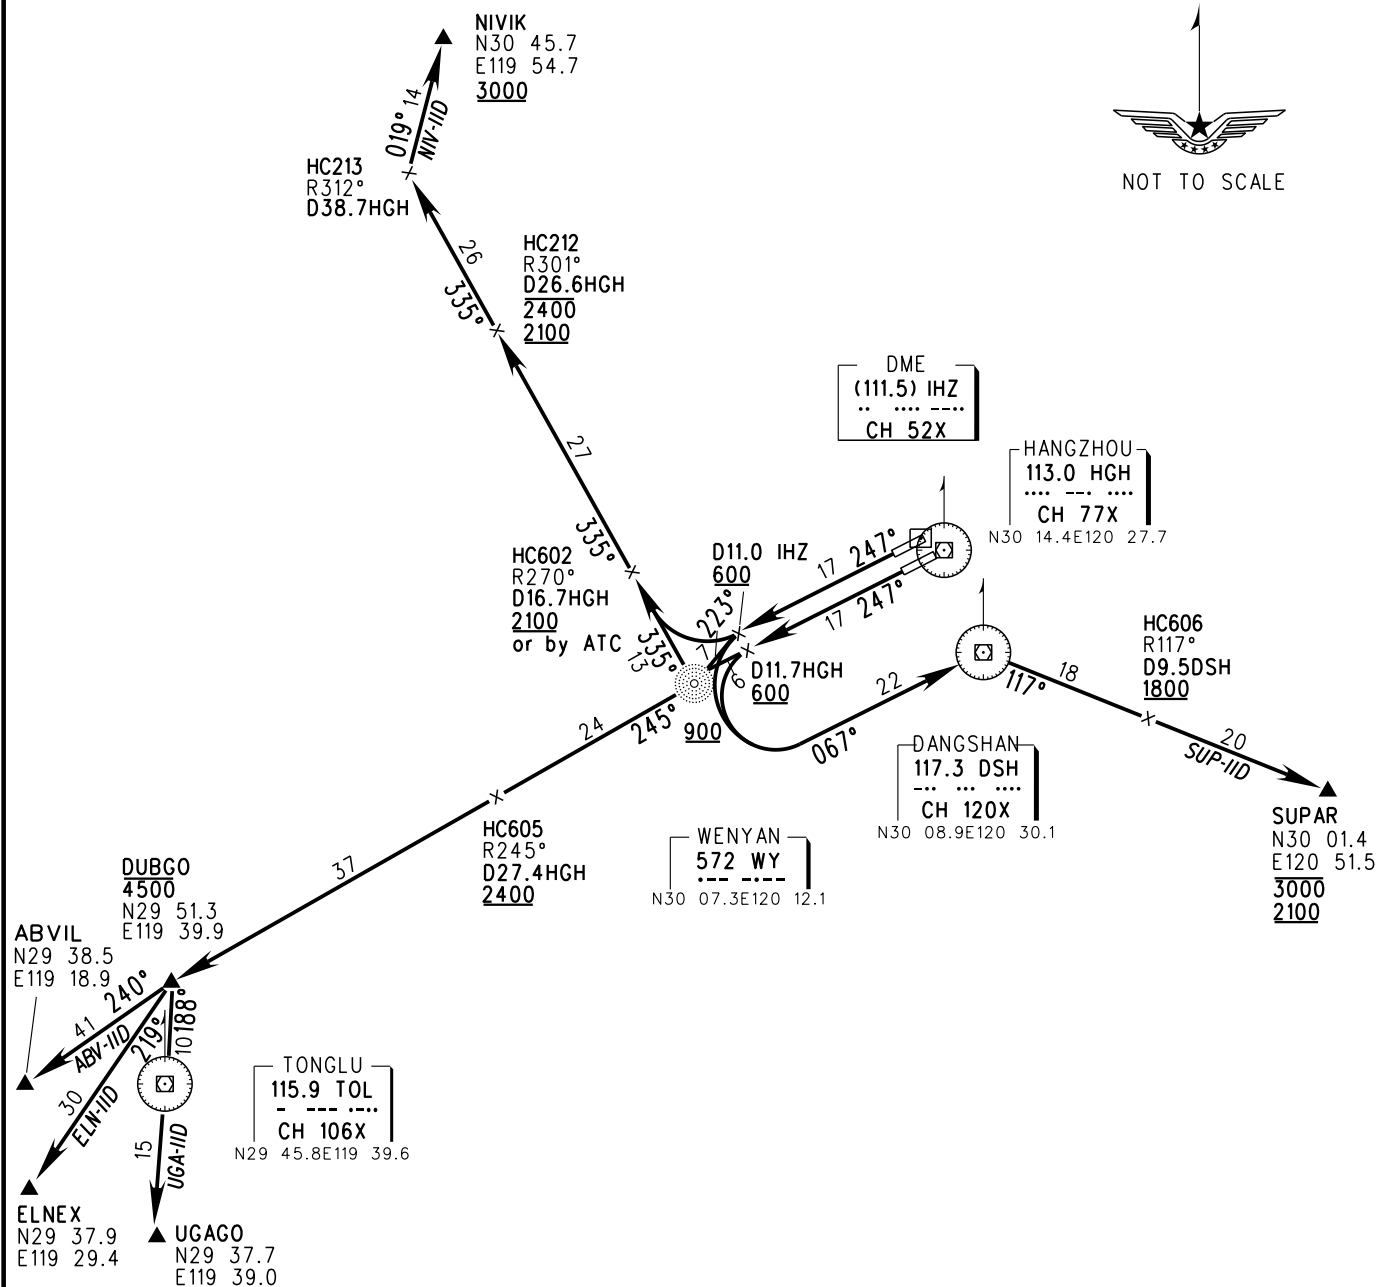 NIVIK
N30 45.7
E119 54.7
3000
019° 14
NIV-IID
NOT TO SCALE
HC213
R312°
D38.7HGH
26
335°
HC212
R301°
D26.6HGH
2400
2100
27
335°
DME
(111.5) IHZ
CH 52X
HANGZHOU
113.0 HGH
CH 77X
N30 14.4E120 27.7
HC602
R270°
D16.7HGH
2100
or by ATC
D11.0 IHZ
600
17 247°
17 247°
223°
7
335°
13
6
D11.7HGH
600
HC606
R117°
D9.5DSH
1800
18
117°
22
067°
900
24
245°
20
SUP-IID
DANGSHAN
117.3 DSH
CH 120X
N30 08.9E120 30.1
SUPAR
N30 01.4
E120 51.5
3000
2100
HC605
R245°
D27.4HGH
2400
WENYAN
572 WY
N30 07.3E120 12.1
37
DUBGO
4500
N29 51.3
E119 39.9
ABVIL
N29 38.5
E119 18.9
240°
41
ABV-IID
219°
10 188°
30
ELN-IID
TONGLU
115.9 TOL
CH 106X
N29 45.8E119 39.6
15
UGA-IID
ELNEX
N29 37.9
E119 29.4
UGAGO
N29 37.7
E119 39.0